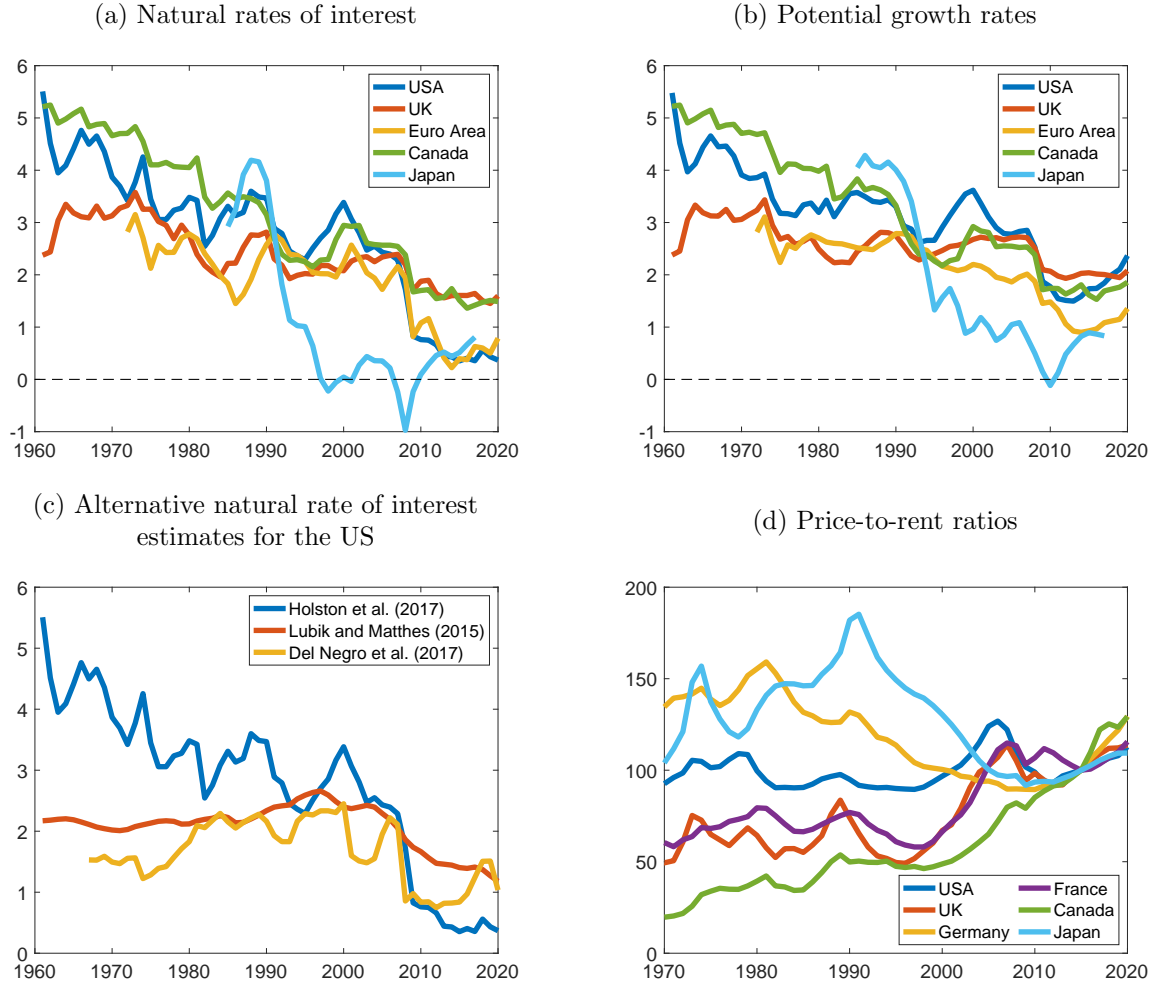 (a) Natural rates of interest
6
5
4
3
2
1
0
-1
1960 1970 1980 1990 2000 2010 2020
USA
UK
Euro Area
Canada
Japan
(b) Potential growth rates
6
5
4
3
2
1
0
-1
1960 1970 1980 1990 2000 2010 2020
USA
UK
Euro Area
Canada
Japan
(c) Alternative natural rate of interest
estimates for the US
6
5
4
3
2
1
0
1960 1970 1980 1990 2000 2010 2020
Holston et al. (2017)
Lubik and Matthes (2015)
Del Negro et al. (2017)
(d) Price-to-rent ratios
200
150
100
50
0
1970 1980 1990 2000 2010 2020
USA
UK
Germany
France
Canada
Japan